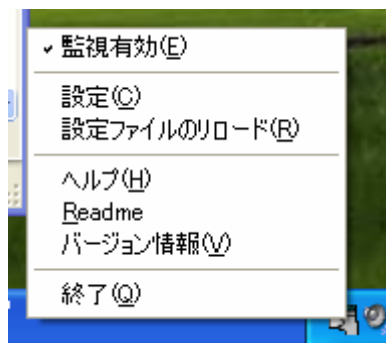 監視有効(E)
設定(C)
設定ファイルのリロード(R)
ヘルプ(H)
Readme
バージョン情報(V)
終了(Q)